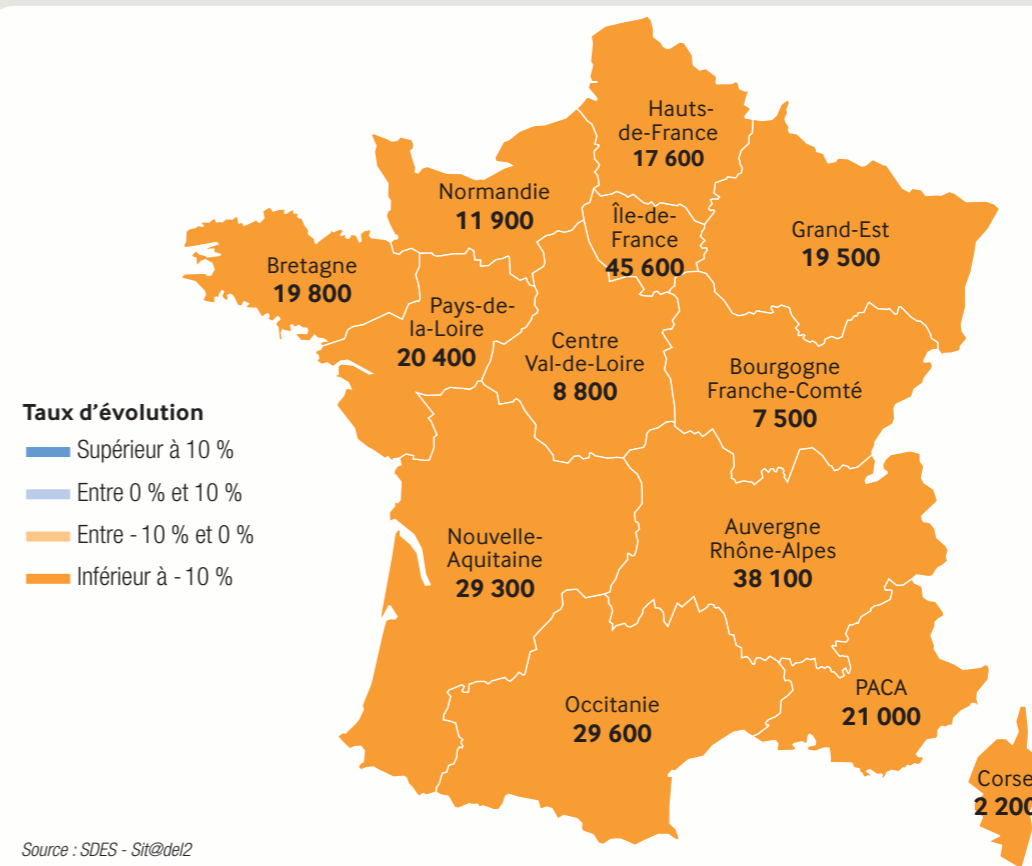 Hauts-
de-France
17 600
Normandie
11 900
Île-de-
France
45 600
Grand-Est
19 500
Bretagne
19 800
Pays-de-
la-Loire
20 400
Centre
Val-de-Loire
8 800
Bourgogne
Franche-Comté
7 500
Taux d'évolution
Supérieur à 10 %
Entre 0 % et 10 %
Entre - 10 % et 0 %
Inférieur à - 10 %
Nouvelle-
Aquitaine
29 300
Auvergne
Rhône-Alpes
38 100
Occitanie
29 600
PACA
21 000
Corse
2 200
Source : SDES - Sit@del2